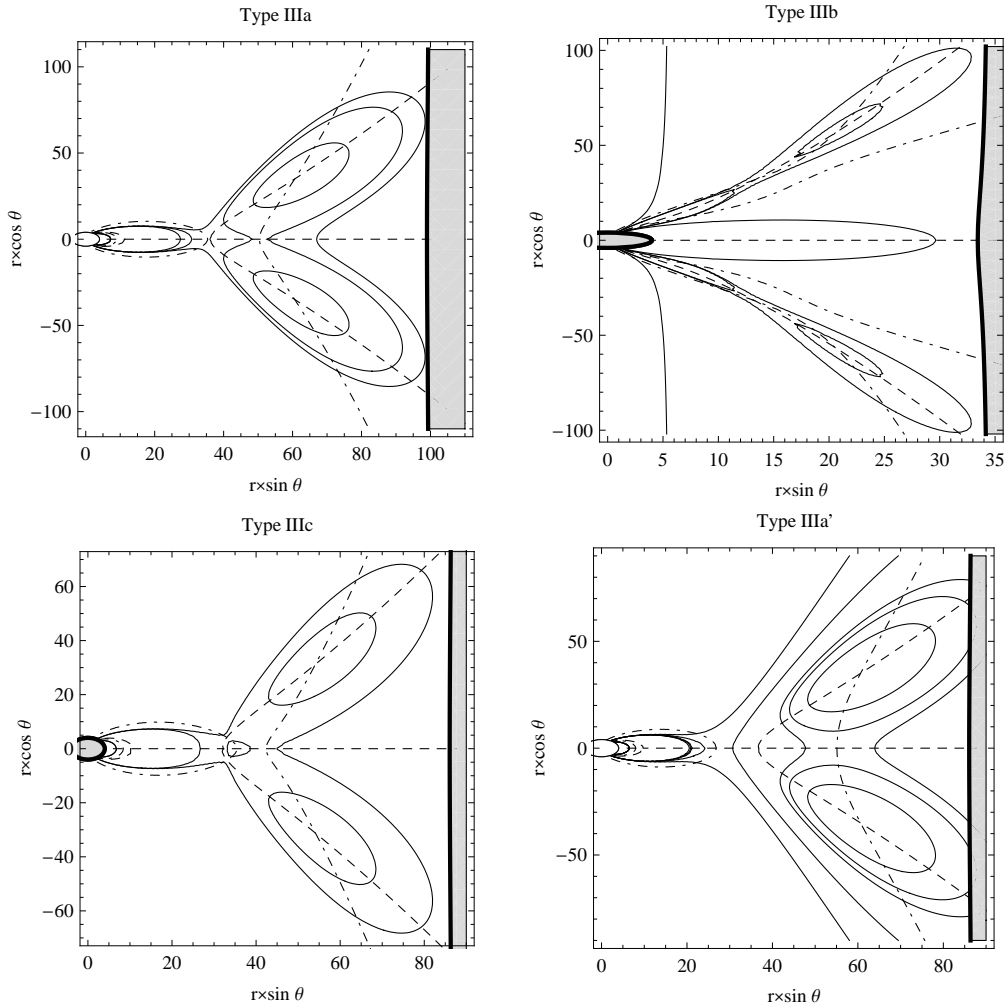 Type IIIa
100
50
0
−50
−100
r×cos θ
0 20 40 60 80 100
r×sin θ
Type IIIb
100
50
0
−50
−100
r×cos θ
0 5 10 15 20 25 30 35
r×sin θ
Type IIIc
60
40
20
0
−20
−40
−60
r×cos θ
0 20 40 60 80
r×sin θ
Type IIIa'
50
0
−50
r×cos θ
0 20 40 60 80
r×sin θ